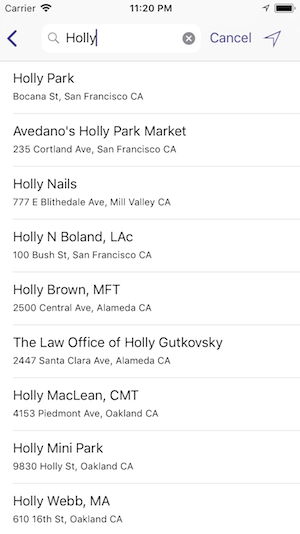 Carrier 11:20 PM
Holly Cancel
Holly Park
Bocana St, San Francisco CA
Avedano's Holly Park Market
235 Cortland Ave, San Francisco CA
Holly Nails
777 E Blithedale Ave, Mill Valley CA
Holly N Boland, LAc
100 Bush St, San Francisco CA
Holly Brown, MFT
2500 Central Ave, Alameda CA
The Law Office of Holly Gutkovsky
2447 Santa Clara Ave, Alameda CA
Holly MacLean, CMT
4153 Piedmont Ave, Oakland CA
Holly Mini Park
9830 Holly St, Oakland CA
Holly Webb, MA
610 16th St, Oakland CA